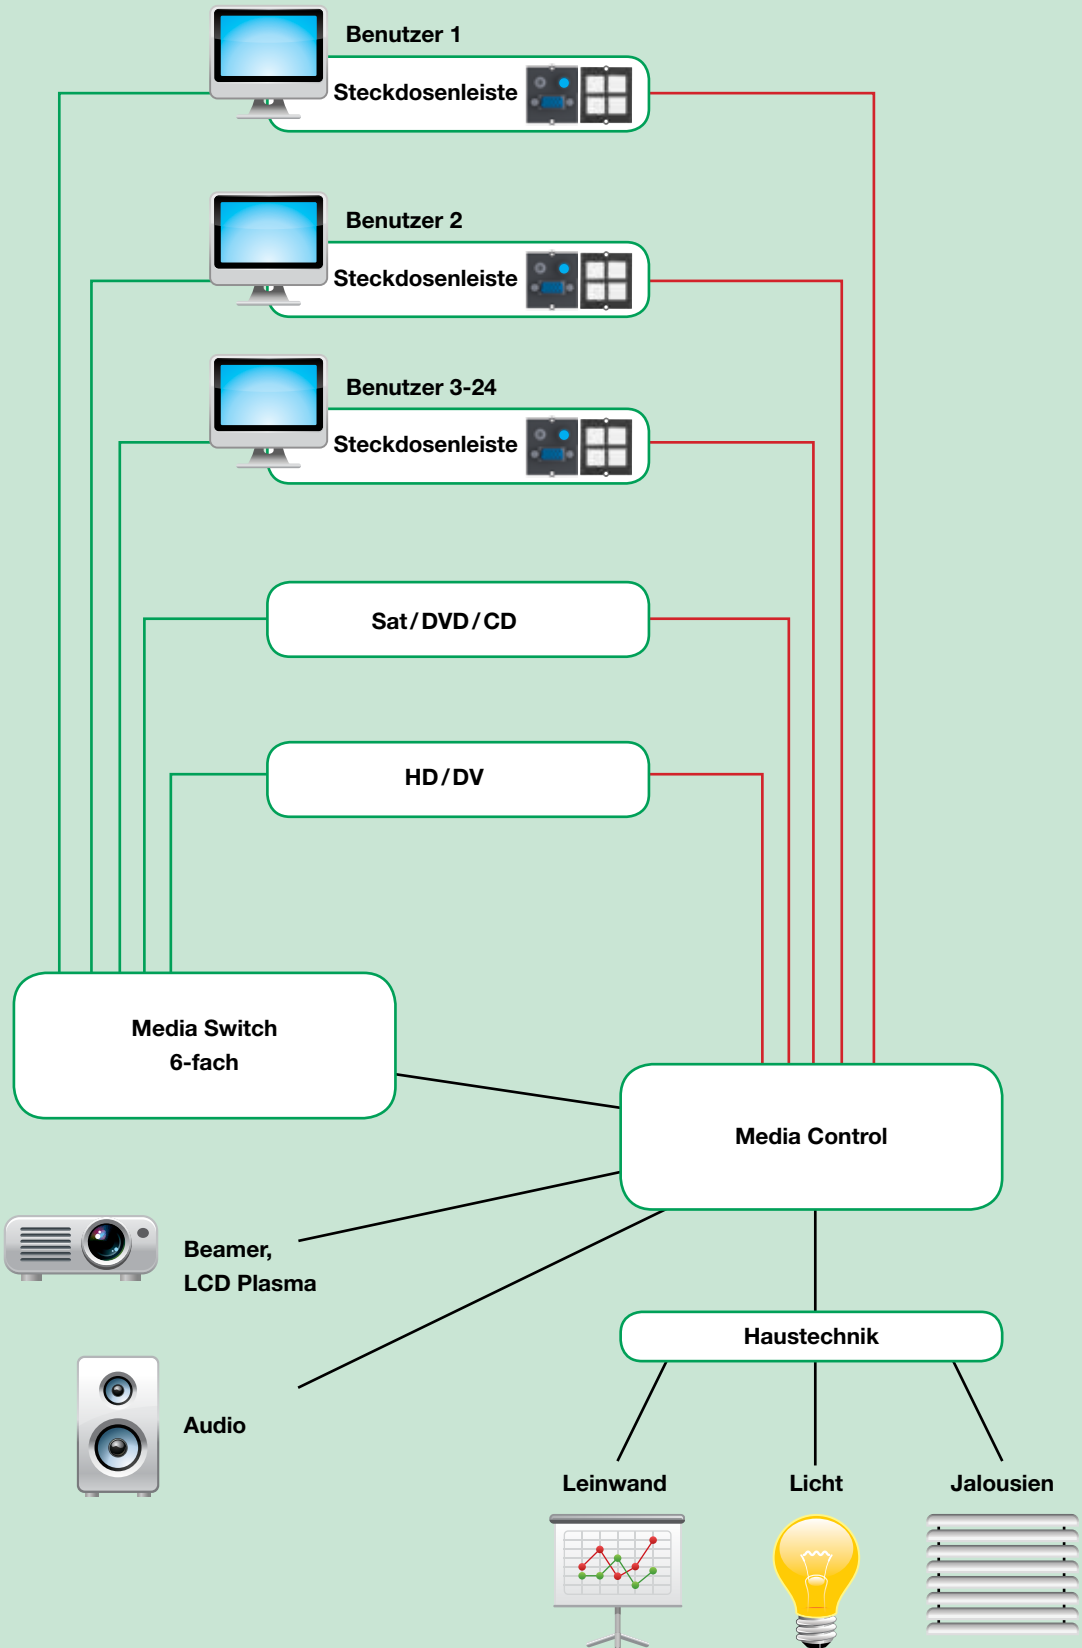 Benutzer 1
Steckdosenleiste
Benutzer 2
Steckdosenleiste
Benutzer 3-24
Steckdosenleiste
Sat/DVD/CD
HD/DV
Media Switch
6-fach
Media Control
Beamer,
LCD Plasma
Haustechnik
Audio
Leinwand
Licht
Jalousien